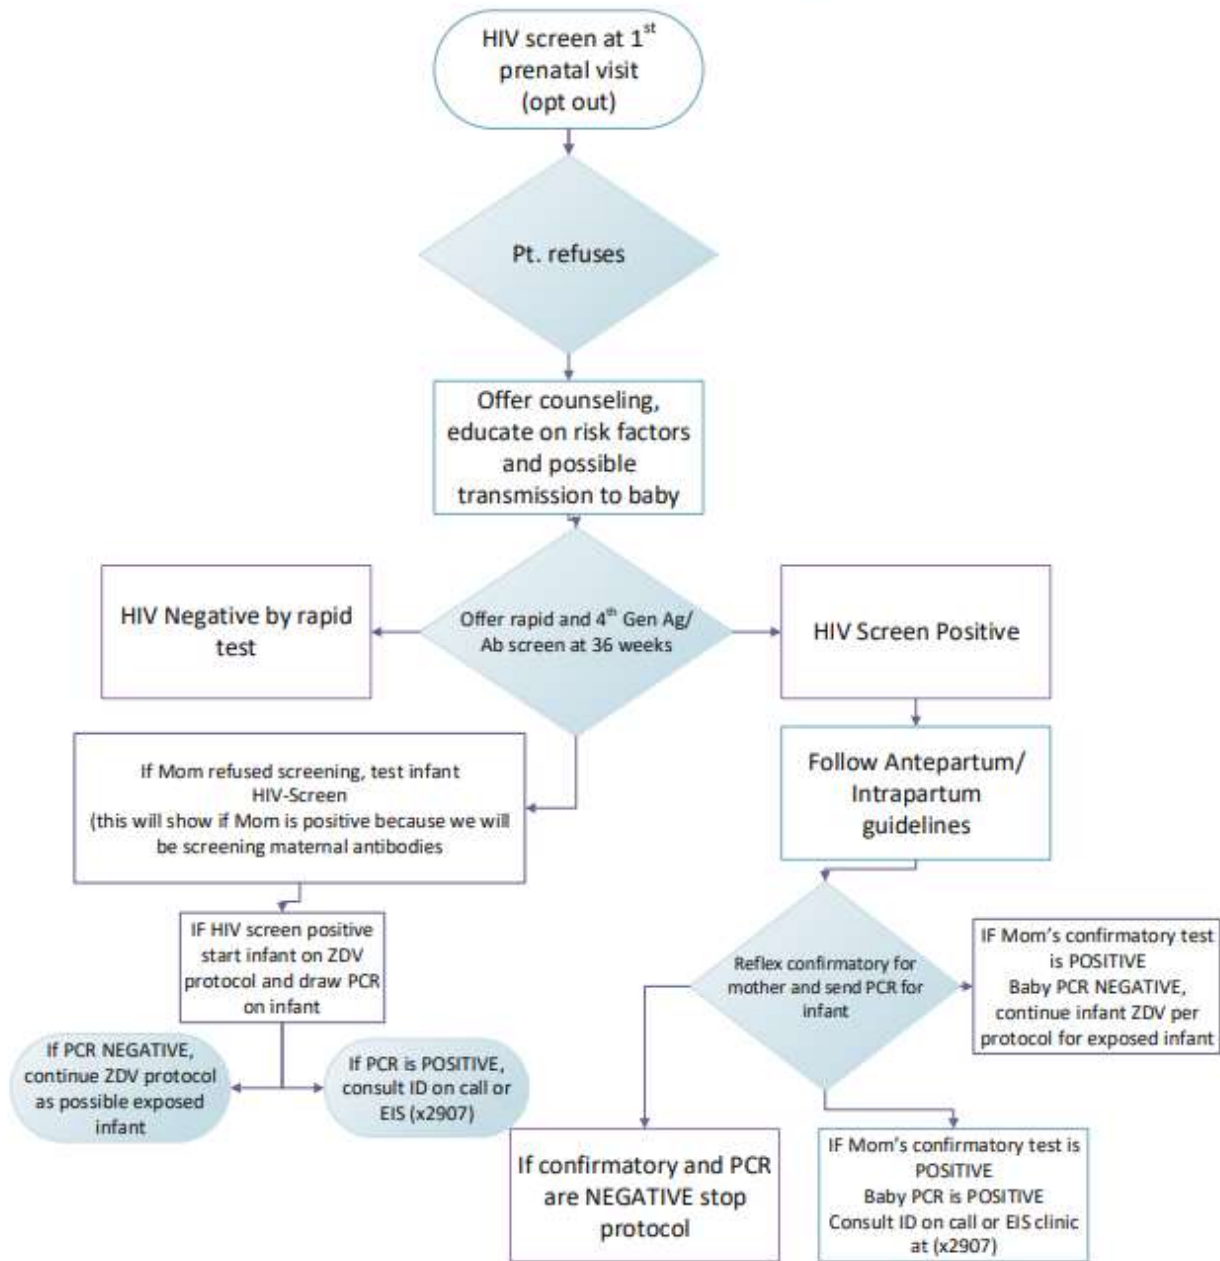 HIV screen at 1st
prenatal visit
(opt out)
Pt. refuses
Offer counseling,
educate on risk factors
and possible
transmission to baby
Offer rapid and 4th Gen Ag/
Ab screen at 36 weeks
HIV Negative by rapid
test
HIV Screen Positive
If Mom refused screening, test infant
HIV-Screen
(this will show if Mom is positive because we will
be screening maternal antibodies
Follow Antepartum/
Intrapartum
guidelines
IF HIV screen positive
start infant on ZDV
protocol and draw PCR
on infant
Reflex confirmatory for
mother and send PCR for
infant
IF Mom's confirmatory test
is POSITIVE
Baby PCR NEGATIVE,
continue infant ZDV per
protocol for exposed infant
If PCR NEGATIVE,
continue ZDV protocol
as possible exposed
infant
If PCR is POSITIVE,
consult ID on call or
EIS (x2907)
If confirmatory and PCR
are NEGATIVE stop
protocol
IF Mom's confirmatory test is
POSITIVE
Baby PCR is POSITIVE
Consult ID on call or EIS clinic
at (x2907)